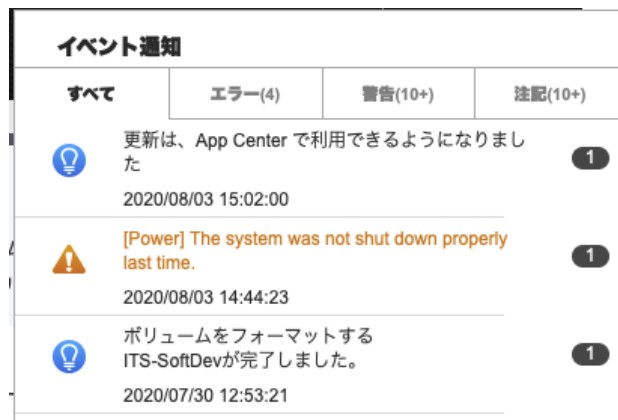 イベント通知
すべて
エラー(4)
警告(10+)
注記(10+)
更新は、App Center で利用できるようになりまし
た
1
2020/08/03 15:02:00
[Power] The system was not shut down properly
last time.
1
2020/08/03 14:44:23
ボリュームをフォーマットする
ITS-SoftDevが完了しました。
1
2020/07/30 12:53:21